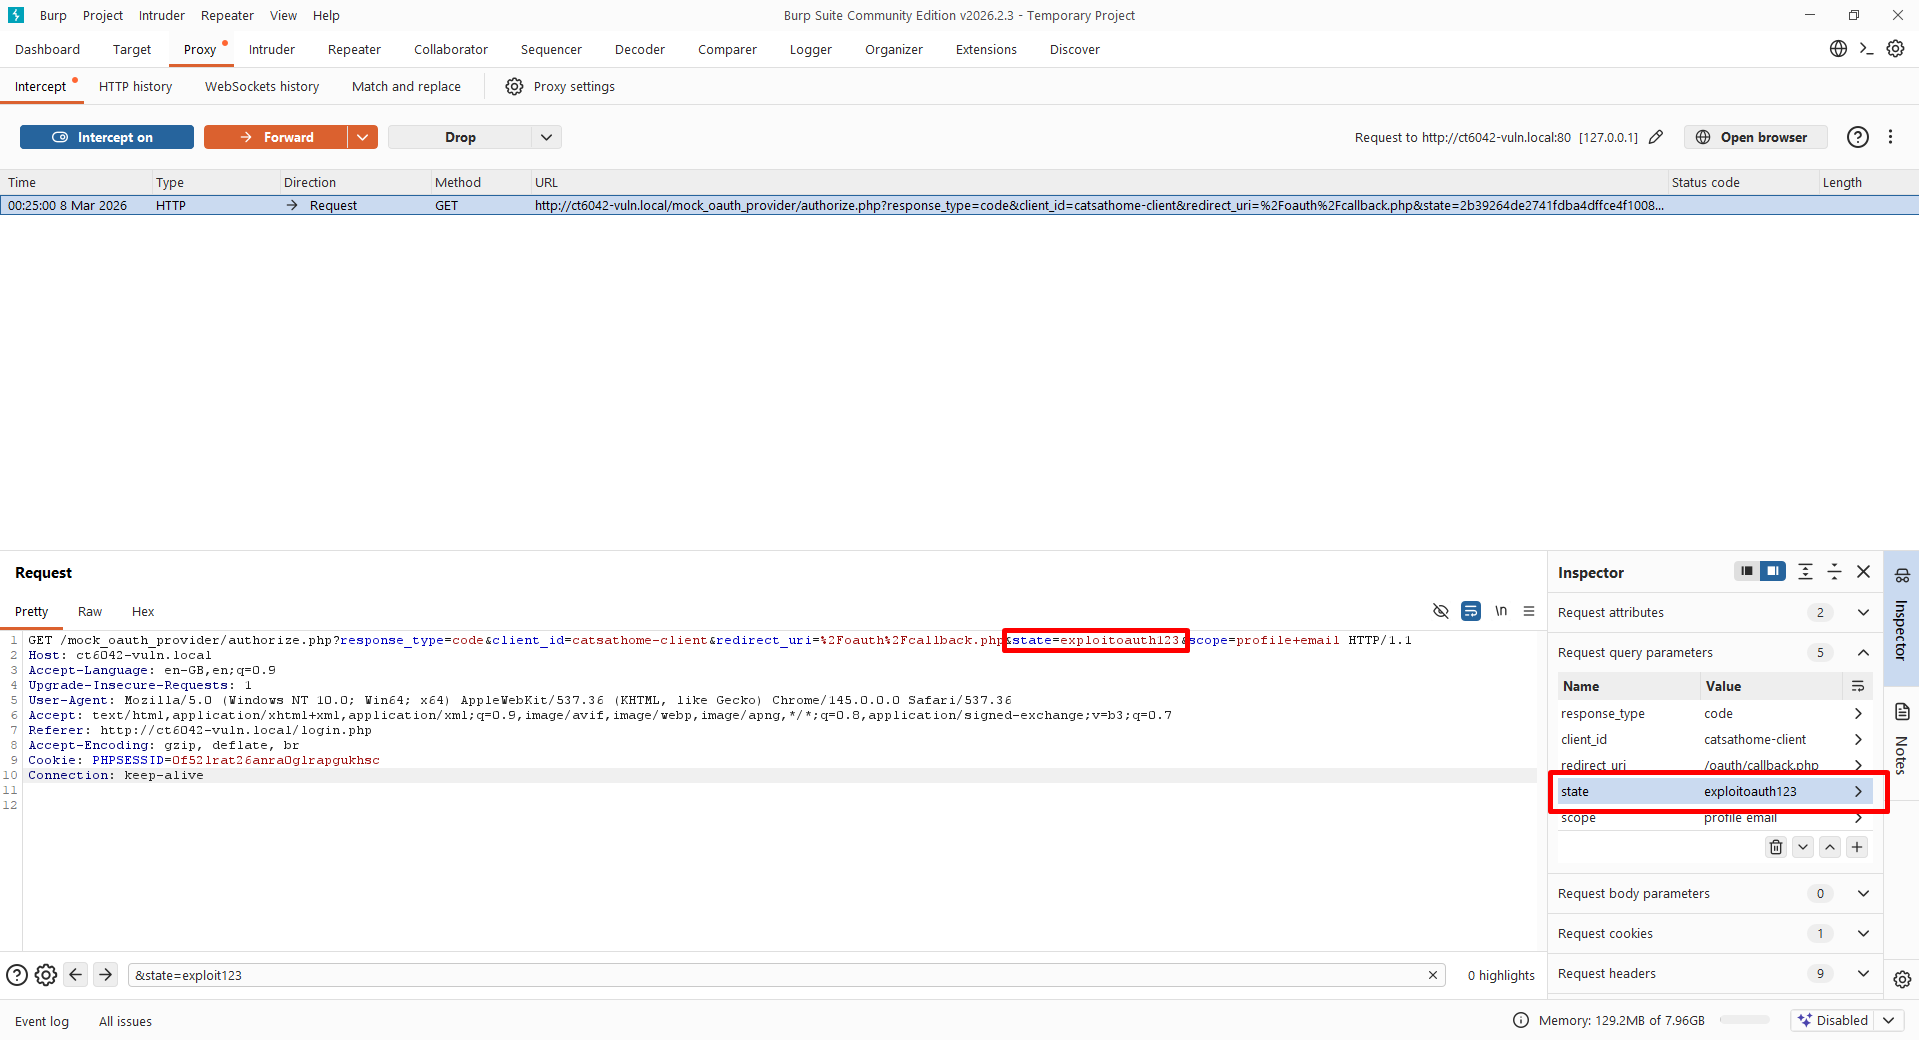 Burp Project Intruder Repeater View Help Burp Suite Community Edition v2026.2.3 - Temporary Project
Dashboard Target Proxy Intruder Repeater Collaborator Sequencer Decoder Comparer Logger Organizer Extensions Discover
Intercept HTTP history WebSockets history Match and replace Proxy settings
Intercept on Forward Drop Request to http://ct6042-vuln.local:80 [127.0.0.1] Open browser
Time Type Direction Method URL Status code Length
00:25:00 8 Mar 2026 HTTP Request GET http://ct6042-vuln.local/mock_oauth_provider/authorize.php?response_type=code&client_id=catsathome-client&redirect_uri=%2Foauth%2Fcallback.php&state=2b39264de2741fdba4dffce4f1008...
Request
Pretty Raw Hex \n
1 GET /mock_oauth_provider/authorize.php?response_type=code&client_id=catsathome-client&redirect_uri=%2Foauth%2Fcallback.php&state=exploitoauth123&scope=profile+email HTTP/1.1
2 Host: ct6042-vuln.local
3 Accept-Language: en-GB,en;q=0.9
4 Upgrade-Insecure-Requests: 1
5 User-Agent: Mozilla/5.0 (Windows NT 10.0; Win64; x64) AppleWebKit/537.36 (KHTML, like Gecko) Chrome/145.0.0.0 Safari/537.36
6 Accept: text/html,application/xhtml+xml,application/xml;q=0.9,image/avif,image/webp,image/apng,*/*;q=0.8,application/signed-exchange;v=b3;q=0.7
7 Referer: http://ct6042-vuln.local/login.php
8 Accept-Encoding: gzip, deflate, br
9 Cookie: PHPSESSID=0f52lrat26anra0glrapgukhsc
10 Connection: keep-alive
11
12
&state=exploit123 0 highlights
Inspector
Request attributes 2
Request query parameters 5
Name Value
response_type code
client_id catsathome-client
redirect_uri /oauth/callback.php
state exploitoauth123
scope profile email
Request body parameters 0
Request cookies 1
Request headers 9
Inspector
Notes
Event log All issues Memory: 129.2MB of 7.96GB Disabled